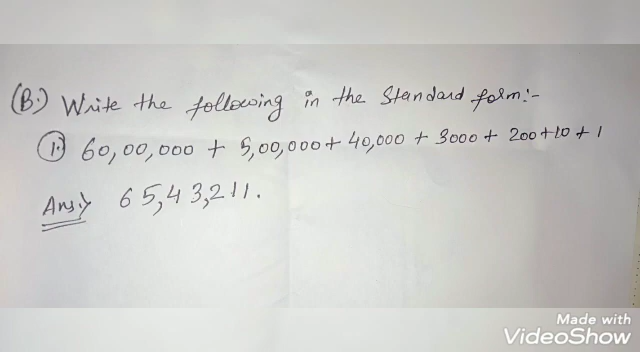 (B.) Write the following in the Standard form:-
(1.) 60,00,000 + 5,00,000 + 40,000 + 3000 + 200 + 10 + 1
Ans:y 65,43,211.
Made with
VideoShow